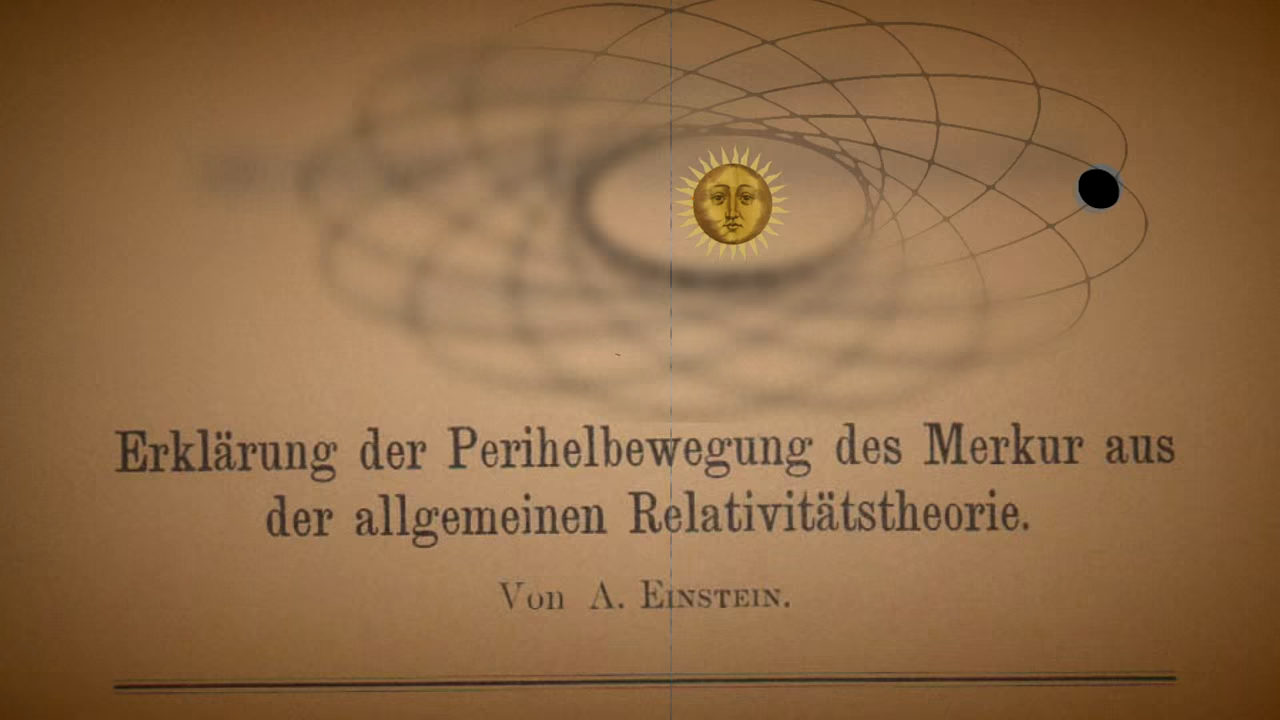 Erklärung der Perihelbewegung des Merkur aus
der allgemeinen Relativitätstheorie.
Von A. Einstein.